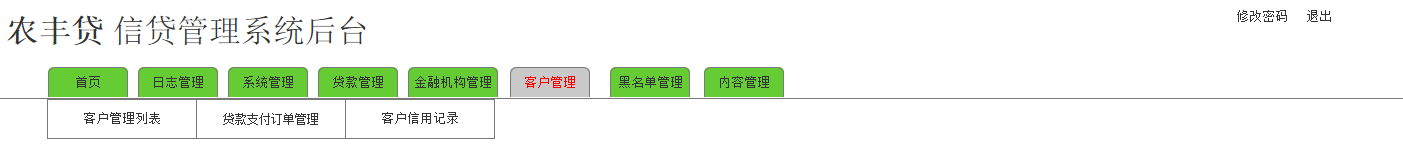 农丰贷 信贷管理系统后台
修改密码 退出
首页 日志管理 系统管理 贷款管理 金融机构管理 客户管理 黑名单管理 内容管理
客户管理列表 贷款支付订单管理 客户信用记录